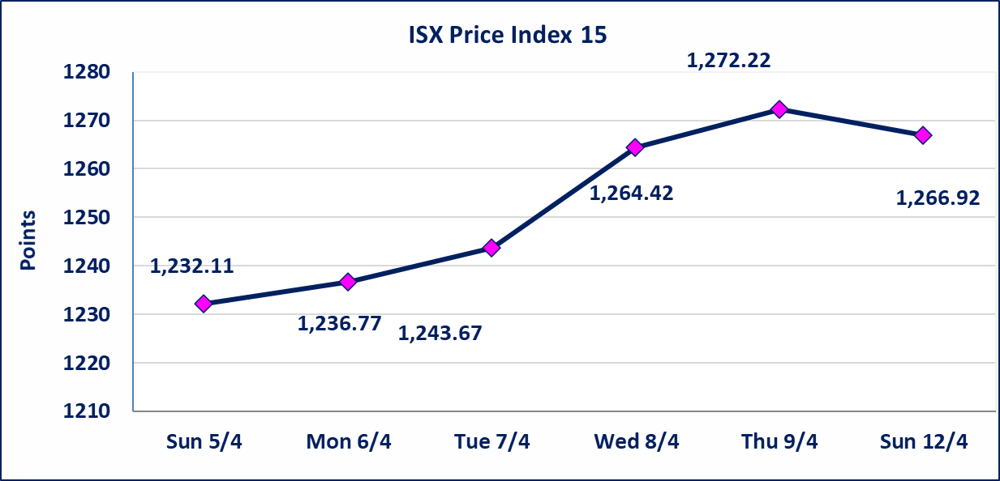 ISX Price Index 15
Points
1280
1270
1260
1250
1240
1230
1220
1210
1,232.11
1,236.77
1,243.67
1,264.42
1,272.22
1,266.92
Sun 5/4
Mon 6/4
Tue 7/4
Wed 8/4
Thu 9/4
Sun 12/4